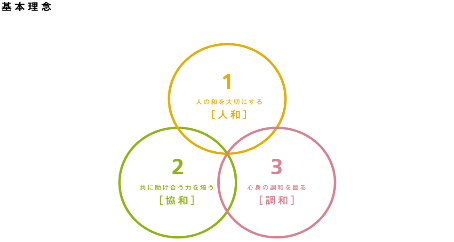 基本理念
1
人の和を大切にする
[人和]
2
共に助け合う力を培う
[協和]
3
心身の調和を図る
[調和]